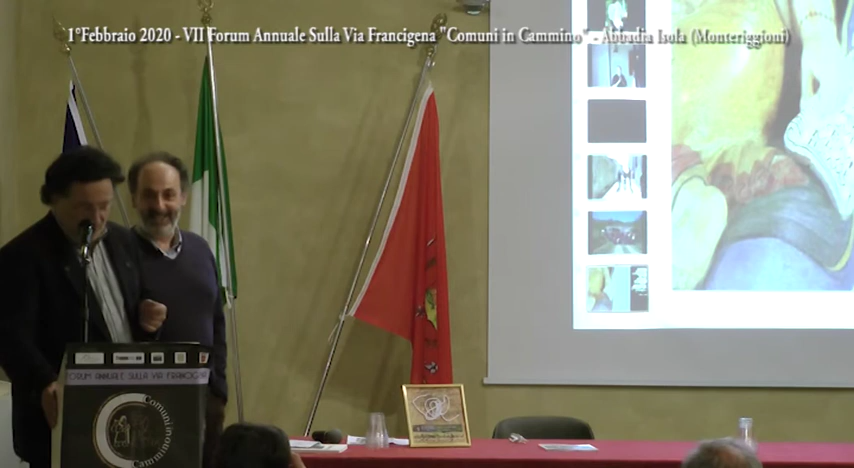 1°Febbraio 2020 - VII Forum Annuale Sulla Via Francigena "Comuni in Cammino" - Abbadia Isola (Monteriggioni)
FORUM ANNUALE SULLA VIA FRANCIGENA
Comuni in
Cammino